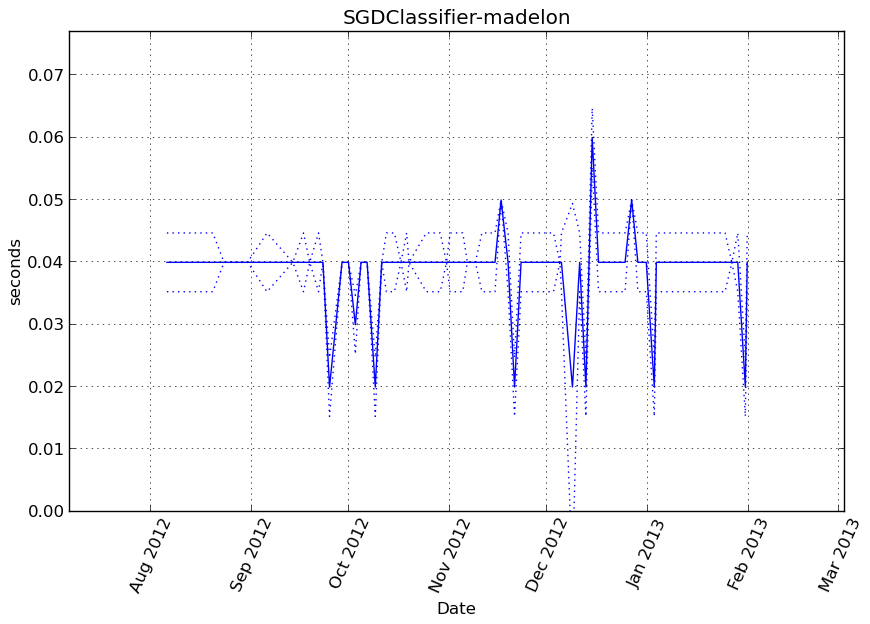 SGDClassifier-madelon
0.07
0.06
0.05
0.04
0.03
0.02
0.01
0.00
seconds
Aug 2012
Sep 2012
Oct 2012
Nov 2012
Dec 2012
Jan 2013
Feb 2013
Mar 2013
Date